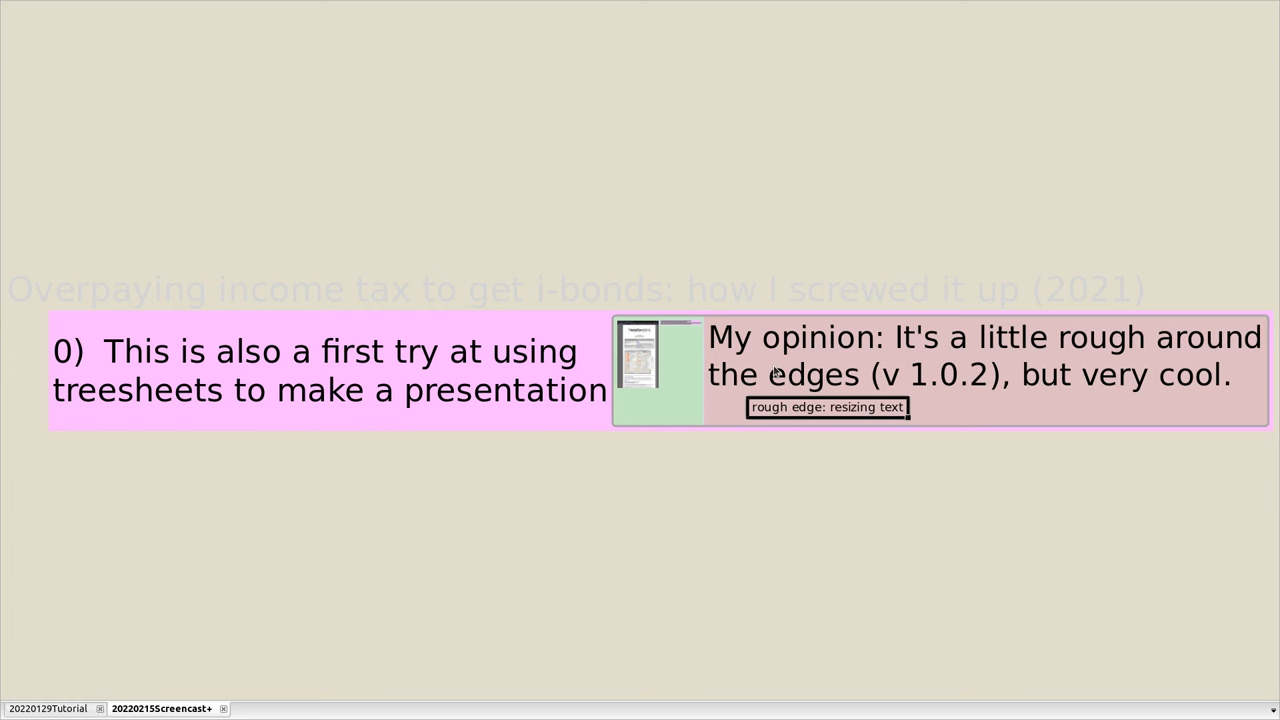 Overpaying income tax to get i-bonds: how I screwed it up (2021)
0)  This is also a first try at using
treesheets to make a presentation
My opinion: It's a little rough around
the edges (v 1.0.2), but very cool.
rough edge: resizing text
20220129Tutorial
20220215Screencast+